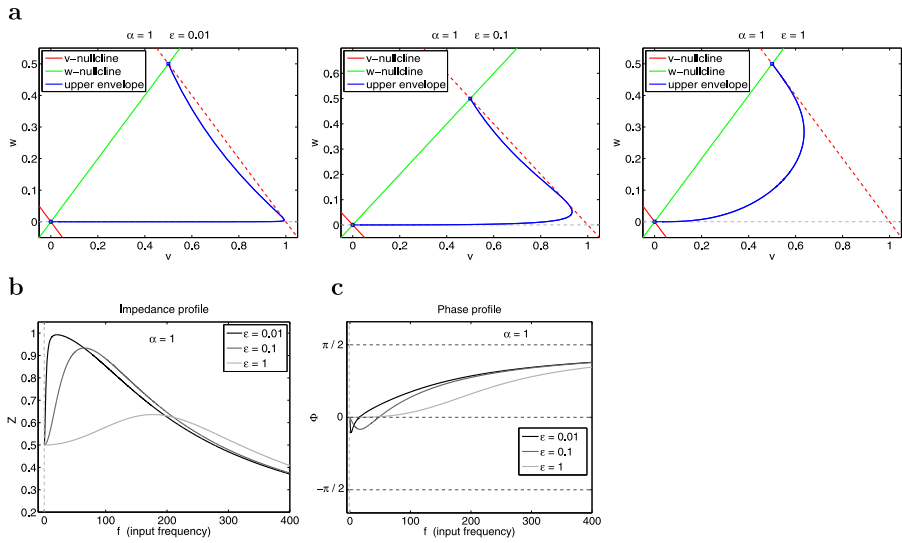 a
α = 1 ε = 0.01
v−nullcline
w−nullcline
upper envelope
0.5
0.4
0.3
0.2
0.1
0
w
0 0.2 0.4 0.6 0.8 1
v
α = 1 ε = 0.1
v−nullcline
w−nullcline
upper envelope
0.5
0.4
0.3
0.2
0.1
0
w
0 0.2 0.4 0.6 0.8 1
v
α = 1 ε = 1
v−nullcline
w−nullcline
upper envelope
0.5
0.4
0.3
0.2
0.1
0
w
0 0.2 0.4 0.6 0.8 1
v
b
Impedance profile
α = 1
ε = 0.01
ε = 0.1
ε = 1
1
0.9
0.8
0.7
0.6
0.5
0.4
0.3
0.2
Z
0 100 200 300 400
f (input frequency)
c
Phase profile
α = 1
π / 2
0
−π / 2
Φ
ε = 0.01
ε = 0.1
ε = 1
0 100 200 300 400
f (input frequency)